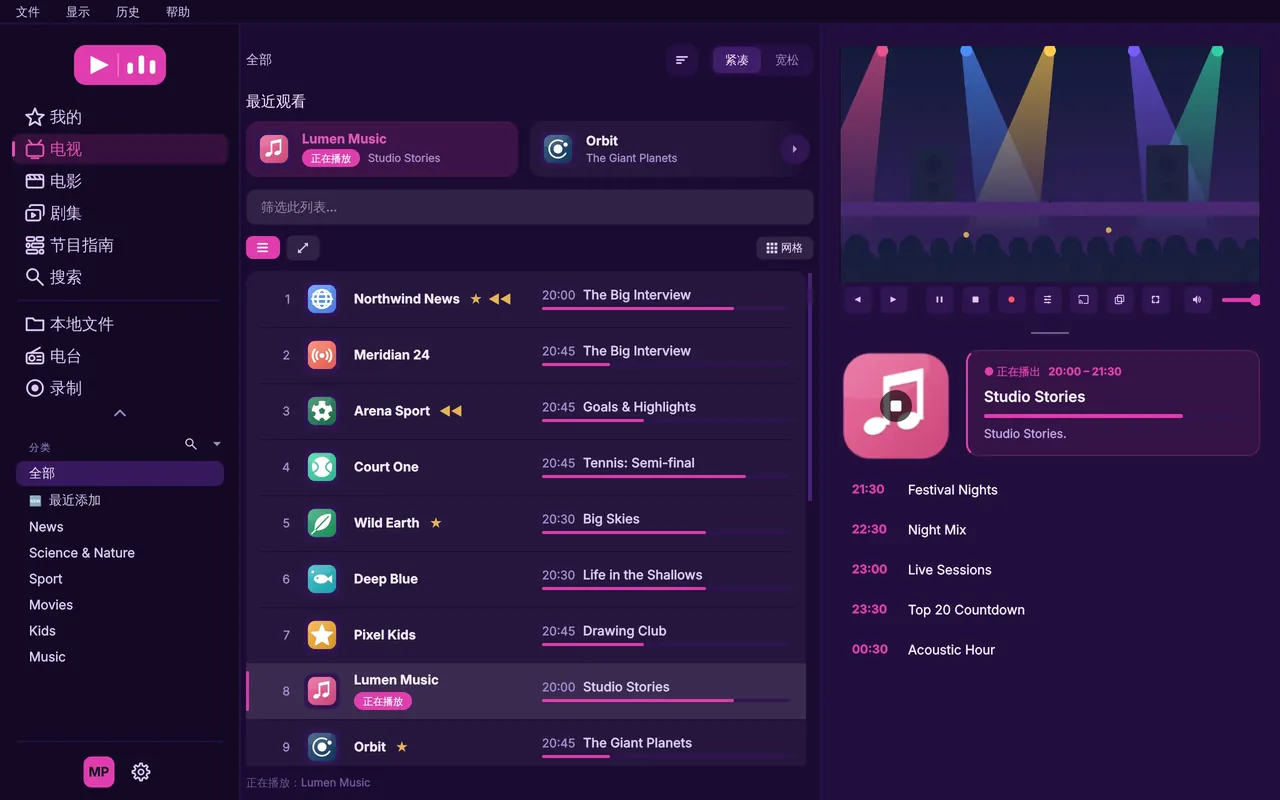 文件 显示 历史 帮助
我的
电视
电影
剧集
节目指南
搜索
本地文件
电台
录制
分类
全部
最近添加
News
Science & Nature
Sport
Movies
Kids
Music
MP
全部
紧凑 宽松
最近观看
Lumen Music
正在播放 Studio Stories
Orbit
The Giant Planets
筛选此列表...
网格
1 Northwind News 20:00 The Big Interview
2 Meridian 24 20:45 The Big Interview
3 Arena Sport 20:45 Goals & Highlights
4 Court One 20:45 Tennis: Semi-final
5 Wild Earth 20:30 Big Skies
6 Deep Blue 20:30 Life in the Shallows
7 Pixel Kids 20:45 Drawing Club
8 Lumen Music 20:00 Studio Stories
正在播放
9 Orbit 20:45 The Giant Planets
正在播放：Lumen Music
正在播出 20:00 – 21:30
Studio Stories
Studio Stories.
21:30 Festival Nights
22:30 Night Mix
23:00 Live Sessions
23:30 Top 20 Countdown
00:30 Acoustic Hour